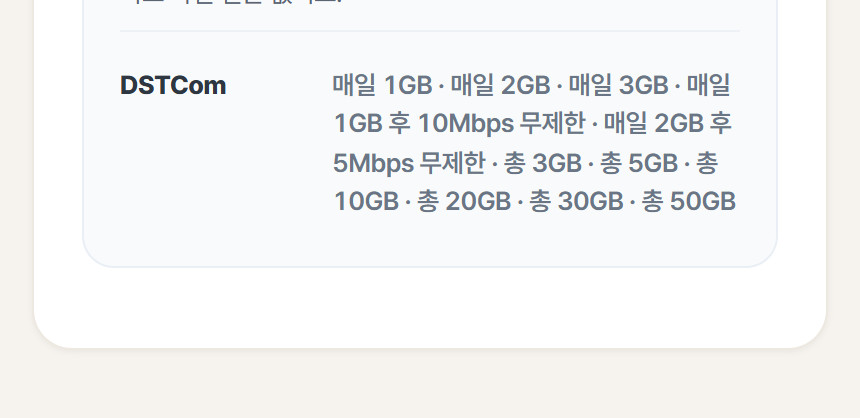 DSTCom
매일 1GB · 매일 2GB · 매일 3GB · 매일
1GB 후 10Mbps 무제한 · 매일 2GB 후
5Mbps 무제한 · 총 3GB · 총 5GB · 총
10GB · 총 20GB · 총 30GB · 총 50GB